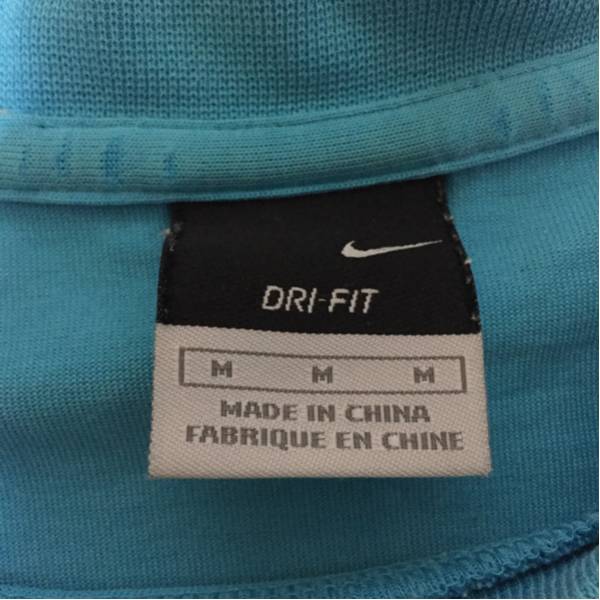 DRI-FIT
M M M
MADE IN CHINA
FABRIQUE EN CHINE